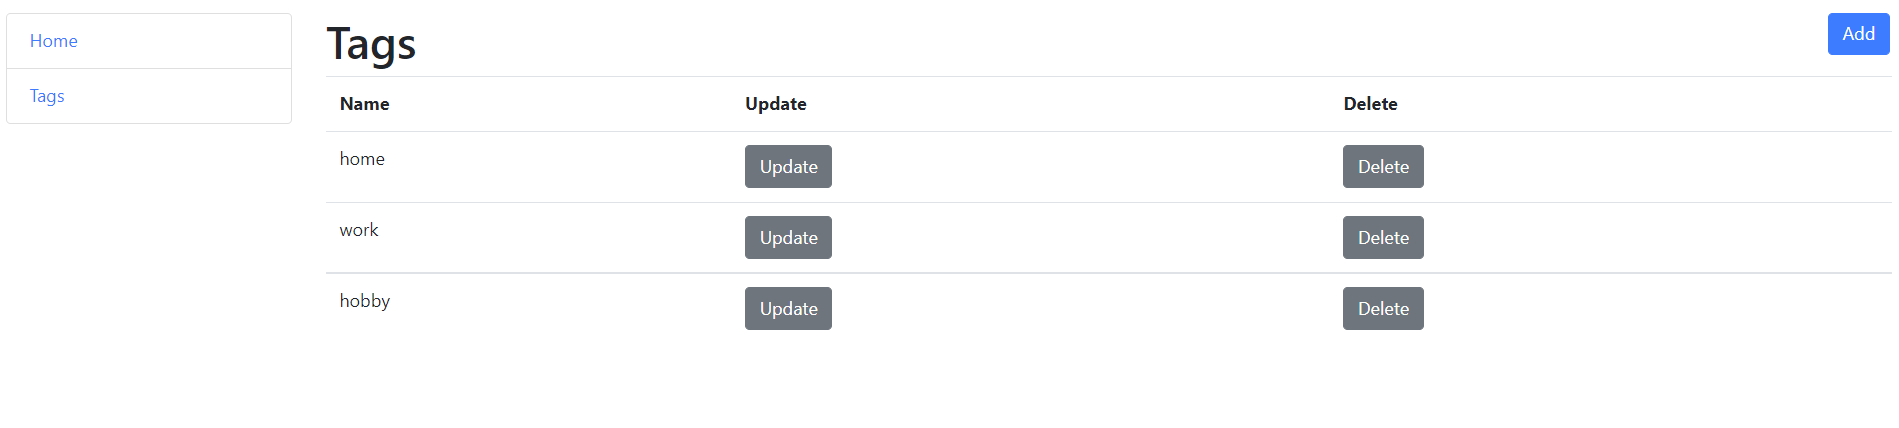 Home
Tags
Tags
Add
Name Update Delete
home Update Delete
work Update Delete
hobby Update Delete